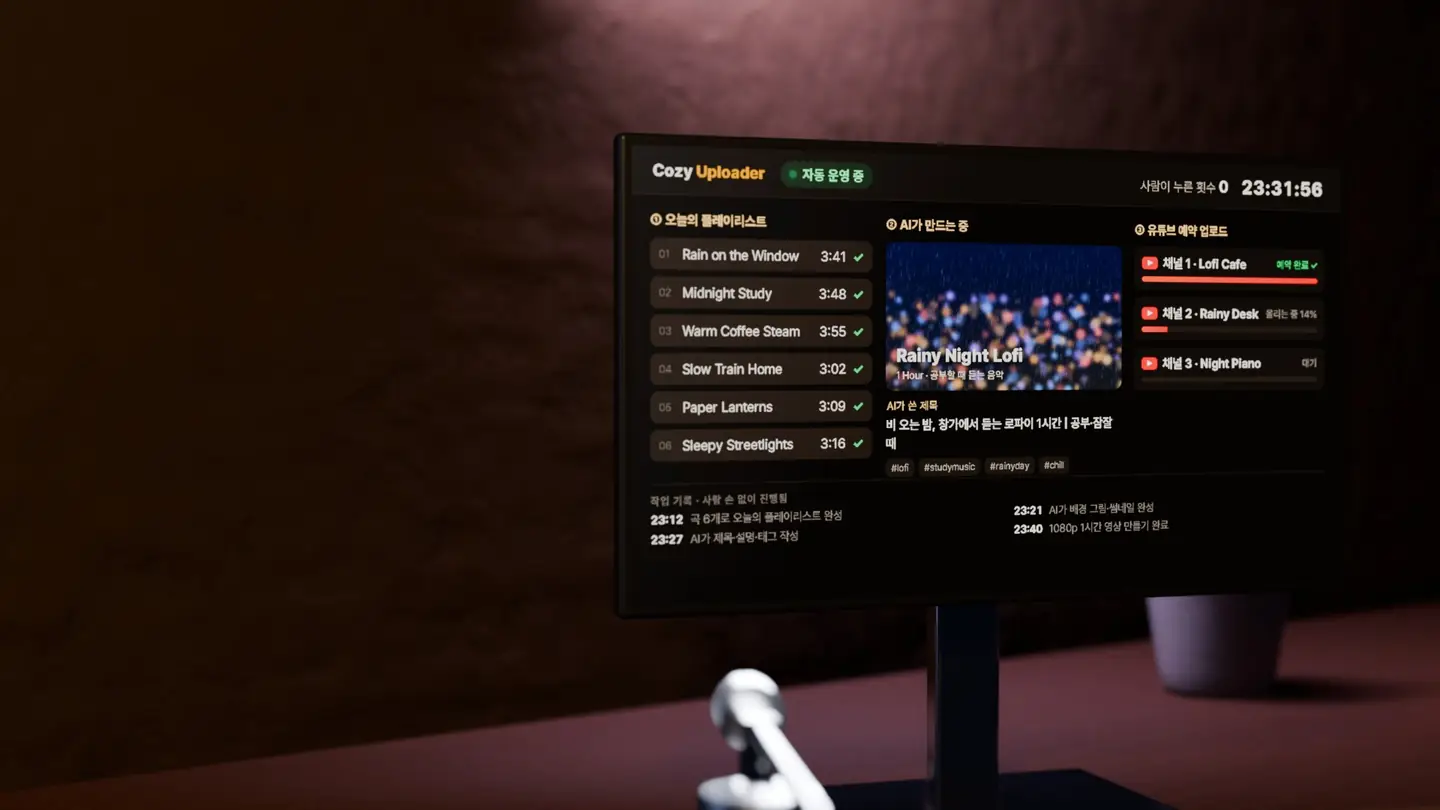 Cozy Uploader
자동 운영 중
사람이 누른 횟수 0
23:31:56
① 오늘의 플레이리스트
01 Rain on the Window 3:41
02 Midnight Study 3:48
03 Warm Coffee Steam 3:55
04 Slow Train Home 3:02
05 Paper Lanterns 3:09
06 Sleepy Streetlights 3:16
② AI가 만드는 중
Rainy Night Lofi
1 Hour · 공부할 때 듣는 음악
AI가 쓴 제목
비 오는 밤, 창가에서 듣는 로파이 1시간 | 공부·잠잘
때
#lofi #studymusic #rainyday #chill
③ 유튜브 예약 업로드
채널 1 · Lofi Cafe 예약 완료
채널 2 · Rainy Desk 올리는 중 14%
채널 3 · Night Piano 대기
작업 기록 · 사람 손 없이 진행됨
23:12 곡 6개로 오늘의 플레이리스트 완성
23:27 AI가 제목·설명·태그 작성
23:21 AI가 배경 그림·썸네일 완성
23:40 1080p 1시간 영상 만들기 완료